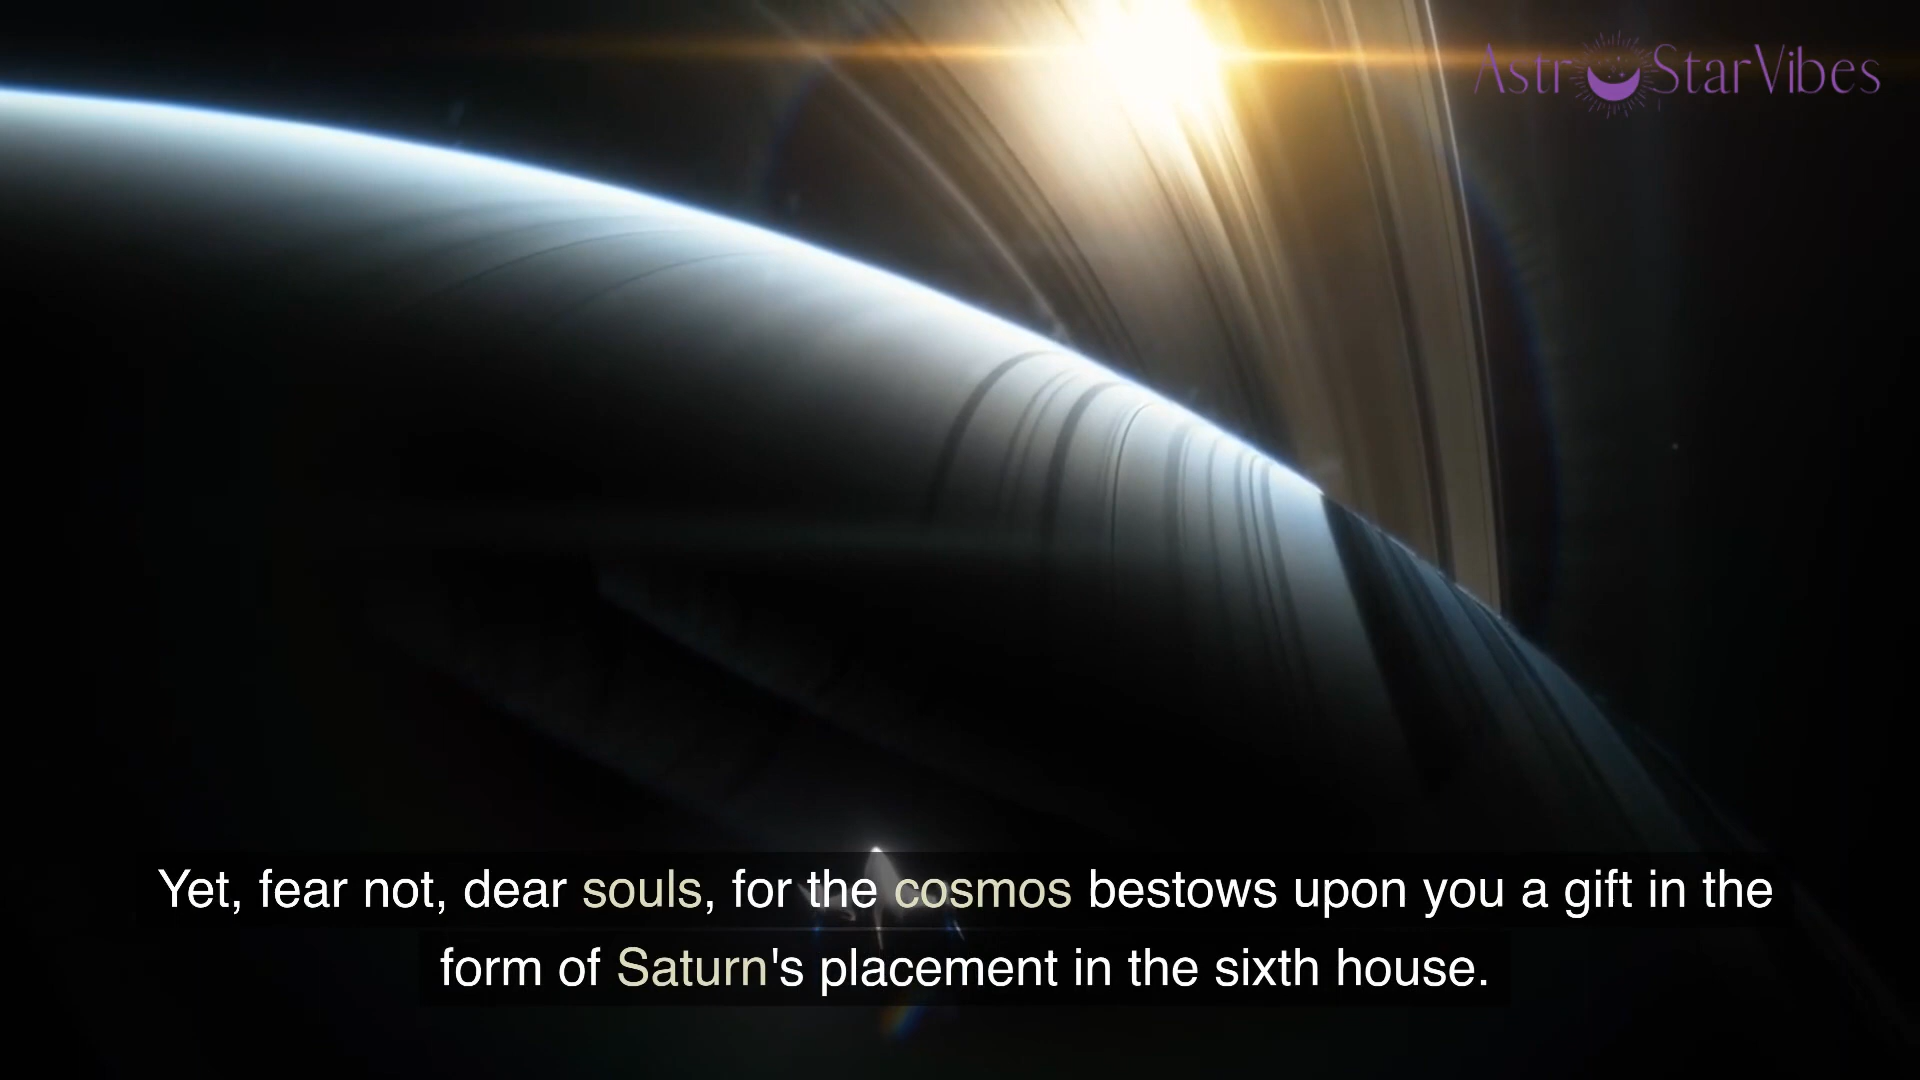 AstroStarVibes
Yet, fear not, dear souls, for the cosmos bestows upon you a gift in the
form of Saturn's placement in the sixth house.